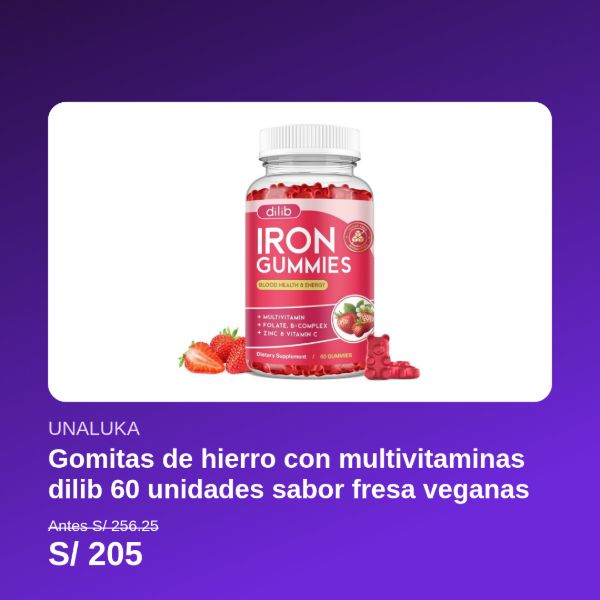 dilib
IRON
GUMMIES
BLOOD HEALTH & ENERGY
+ MULTIVITAMIN
+ FOLATE, B-COMPLEX
+ ZINC & VITAMIN C
Dietary Supplement / 60 GUMMIES
UNALUKA
Gomitas de hierro con multivitaminas
dilib 60 unidades sabor fresa veganas
Antes S/ 256.25
S/ 205